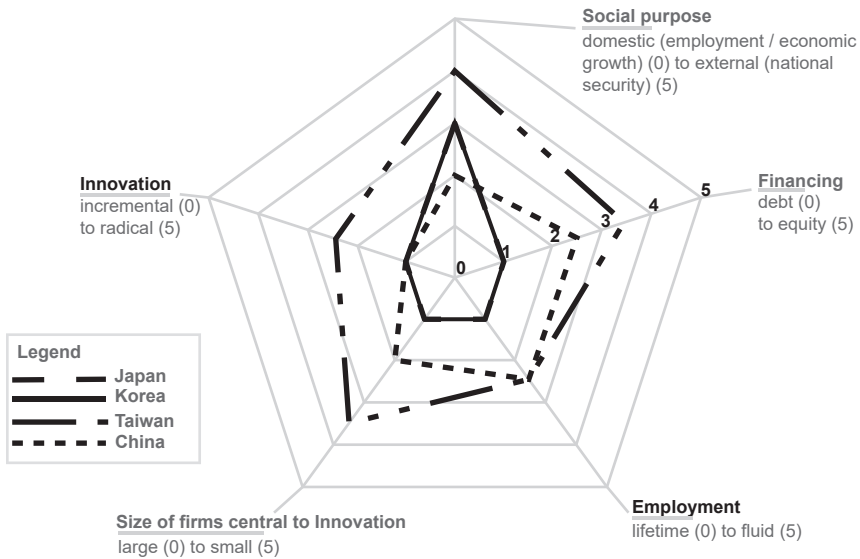 Social purpose
domestic (employment / economic
growth) (0) to external (national
security) (5)
Innovation
incremental (0)
to radical (5)
Financing
debt (0)
to equity (5)
5
4
3
2
1
0
Legend
Japan
Korea
Taiwan
China
Employment
lifetime (0) to fluid (5)
Size of firms central to Innovation
large (0) to small (5)